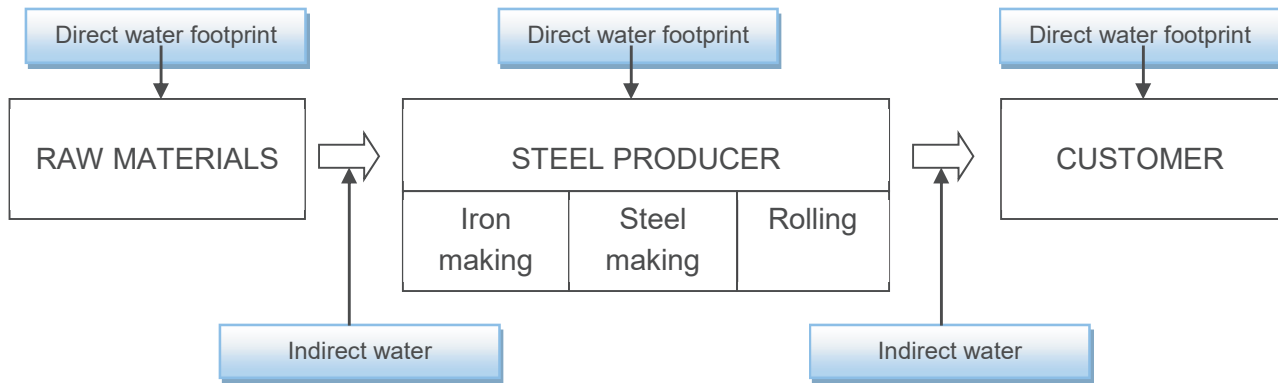 Direct water footprint
Direct water footprint
Direct water footprint
RAW MATERIALS
STEEL PRODUCER
CUSTOMER
Iron
making
Steel
making
Rolling
Indirect water
Indirect water